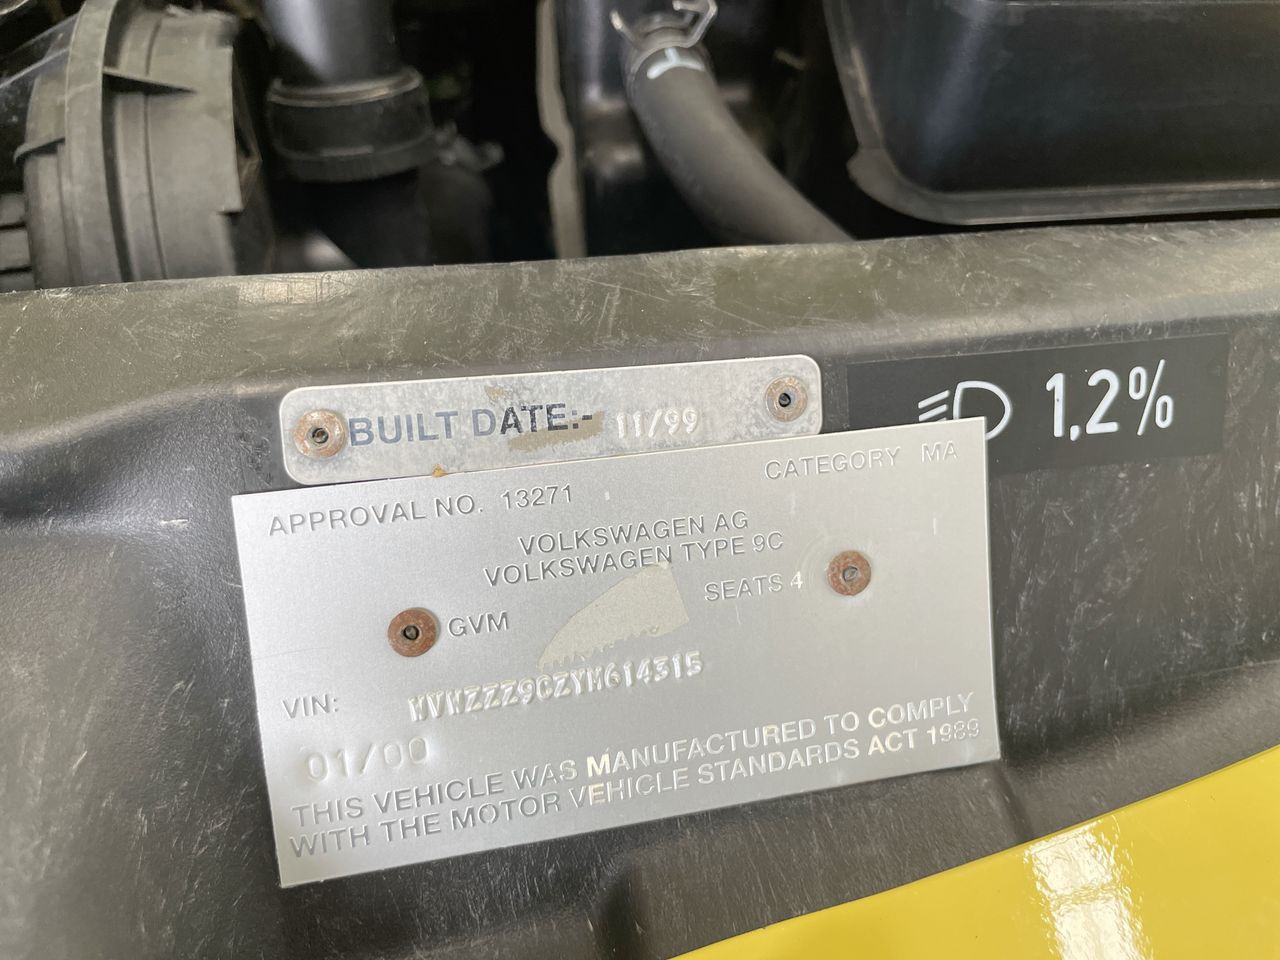 BUILT DATE:- 11/99
1,2%
APPROVAL NO. 13271 CATEGORY MA
VOLKSWAGEN AG
VOLKSWAGEN TYPE 9C
GVM SEATS 4
VIN: WVWZZZ9CZYM614315
01/00
THIS VEHICLE WAS MANUFACTURED TO COMPLY
WITH THE MOTOR VEHICLE STANDARDS ACT 1989